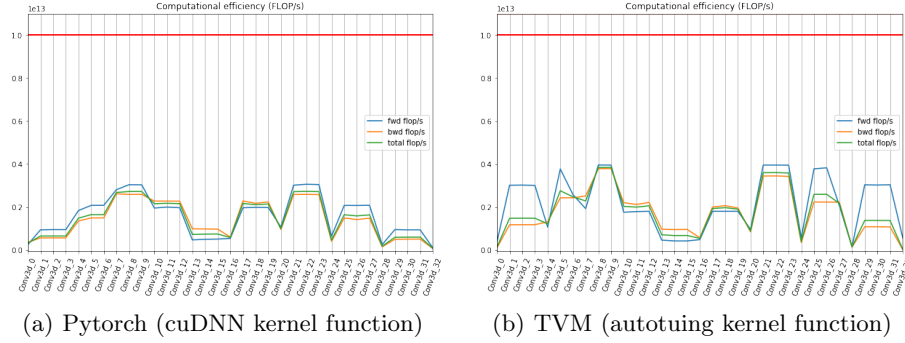 Computational efficiency (FLOP/s)
1e13
1.0
0.8
0.6
0.4
0.2
0.0
fwd flop/s
bwd flop/s
total flop/s
Conv3d_0
Conv3d_1
Conv3d_2
Conv3d_3
Conv3d_4
Conv3d_5
Conv3d_6
Conv3d_7
Conv3d_8
Conv3d_9
Conv3d_10
Conv3d_11
Conv3d_12
Conv3d_13
Conv3d_14
Conv3d_15
Conv3d_16
Conv3d_17
Conv3d_18
Conv3d_19
Conv3d_20
Conv3d_21
Conv3d_22
Conv3d_23
Conv3d_24
Conv3d_25
Conv3d_26
Conv3d_27
Conv3d_28
Conv3d_29
Conv3d_30
Conv3d_31
Conv3d_32
(a) Pytorch (cuDNN kernel function)
Computational efficiency (FLOP/s)
1e13
1.0
0.8
0.6
0.4
0.2
0.0
fwd flop/s
bwd flop/s
total flop/s
Conv3d_0
Conv3d_1
Conv3d_2
Conv3d_3
Conv3d_4
Conv3d_5
Conv3d_6
Conv3d_7
Conv3d_8
Conv3d_9
Conv3d_10
Conv3d_11
Conv3d_12
Conv3d_13
Conv3d_14
Conv3d_15
Conv3d_16
Conv3d_17
Conv3d_18
Conv3d_19
Conv3d_20
Conv3d_21
Conv3d_22
Conv3d_23
Conv3d_24
Conv3d_25
Conv3d_26
Conv3d_27
Conv3d_28
Conv3d_29
Conv3d_30
Conv3d_31
Conv3d_32
(b) TVM (autotuing kernel function)